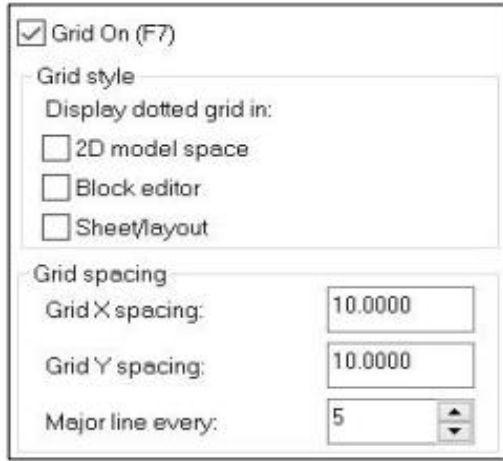 Grid On (F7)
Grid style
Display dotted grid in:
2D model space
Block editor
Sheet/layout
Grid spacing
Grid X spacing: 10.0000
Grid Y spacing: 10.0000
Major line every: 5